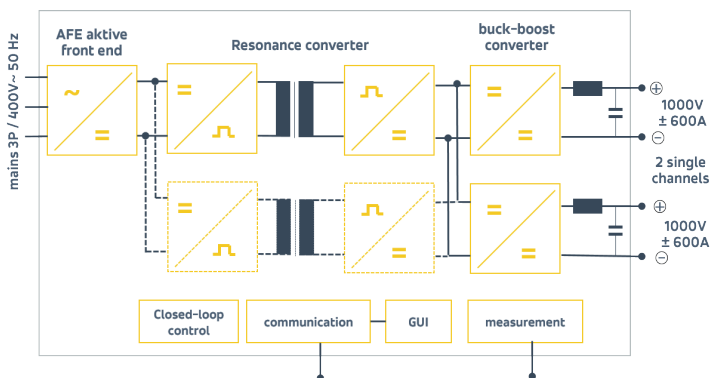 mains 3P / 400V~ 50 Hz
AFE aktive
front end
Resonance converter
buck-boost
converter
1000V
± 600A
2 single
channels
1000V
± 600A
Closed-loop
control
communication
GUI
measurement